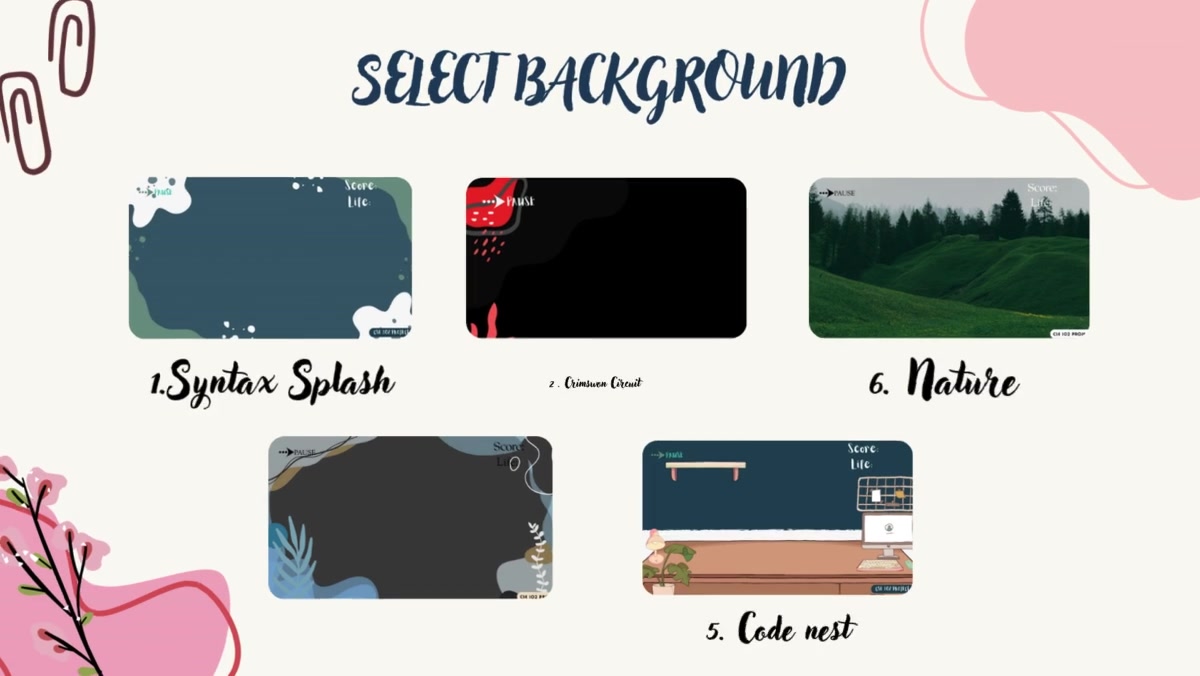 SELECT BACKGROUND
PAUSE
Score:
Life:
PAUSE
PAUSE
Score:
Life:
1.Syntax Splash
2 . Crimswon Circuit
6. Nature
PAUSE
Score:
PAUSE
Score:
Life:
5. Code nest